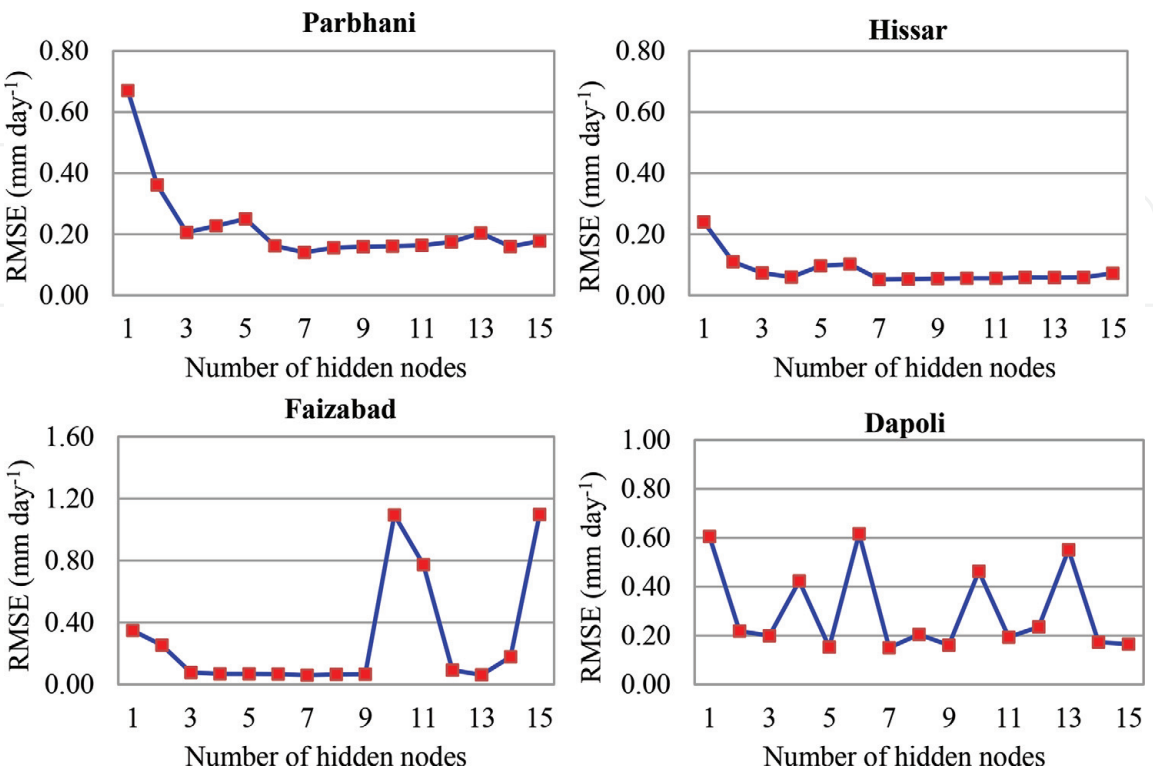 Parbhani
RMSE (mm day-1)
0.80
0.60
0.40
0.20
0.00
1 3 5 7 9 11 13 15
Number of hidden nodes
Hissar
RMSE (mm day-1)
0.80
0.60
0.40
0.20
0.00
1 3 5 7 9 11 13 15
Number of hidden nodes
Faizabad
RMSE (mm day-1)
1.60
1.20
0.80
0.40
0.00
1 3 5 7 9 11 13 15
Number of hidden nodes
Dapoli
RMSE (mm day-1)
1.00
0.80
0.60
0.40
0.20
0.00
1 3 5 7 9 11 13 15
Number of hidden nodes